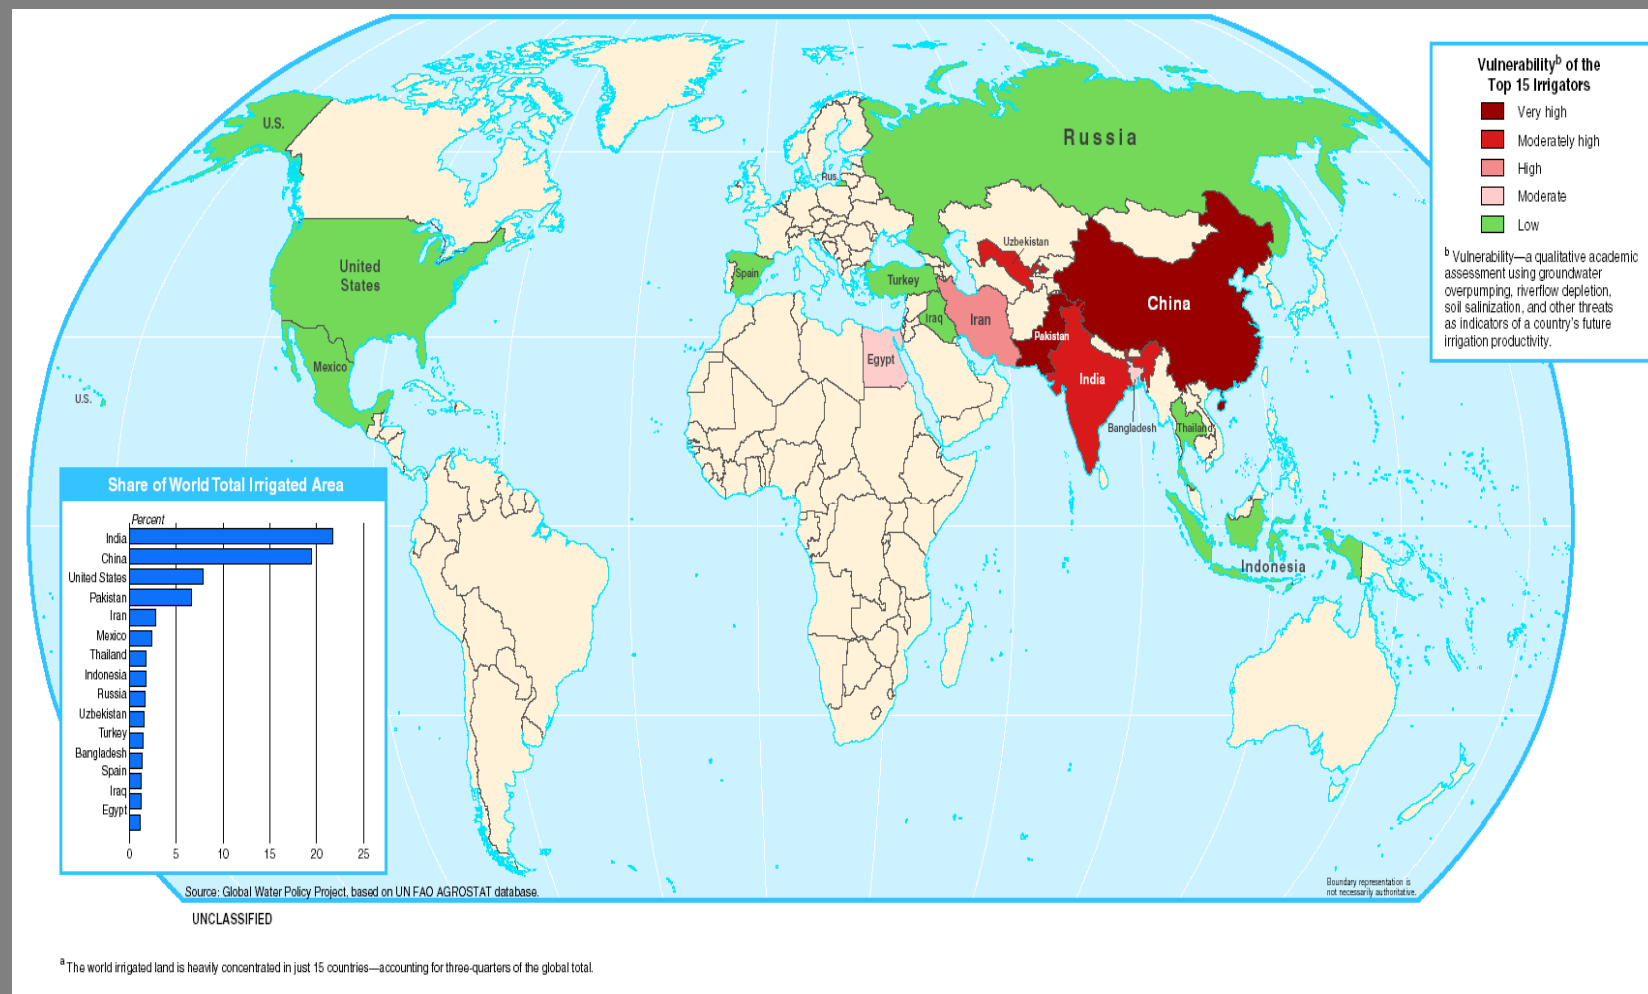 U.S.
Russia
Rus.
United
States
Uzbekistan
Spain
Turkey
China
Iraq
Iran
Pakistan
Mexico
Egypt
India
U.S.
Bangladesh
Thailand
Indonesia
Vulnerabilityb of the
Top 15 Irrigators
Very high
Moderately high
High
Moderate
Low
b Vulnerability—a qualitative academic
assessment using groundwater
overpumping, riverflow depletion,
soil salinization, and other threats
as indicators of a country's future
irrigation productivity.
Share of World Total Irrigated Area
Percent
India
China
United States
Pakistan
Iran
Mexico
Thailand
Indonesia
Russia
Uzbekistan
Turkey
Bangladesh
Spain
Iraq
Egypt
0 5 10 15 20 25
Source: Global Water Policy Project, based on UN FAO AGROSTAT database.
Boundary representation is
not necessarily authoritative.
UNCLASSIFIED
a The world irrigated land is heavily concentrated in just 15 countries—accounting for three-quarters of the global total.